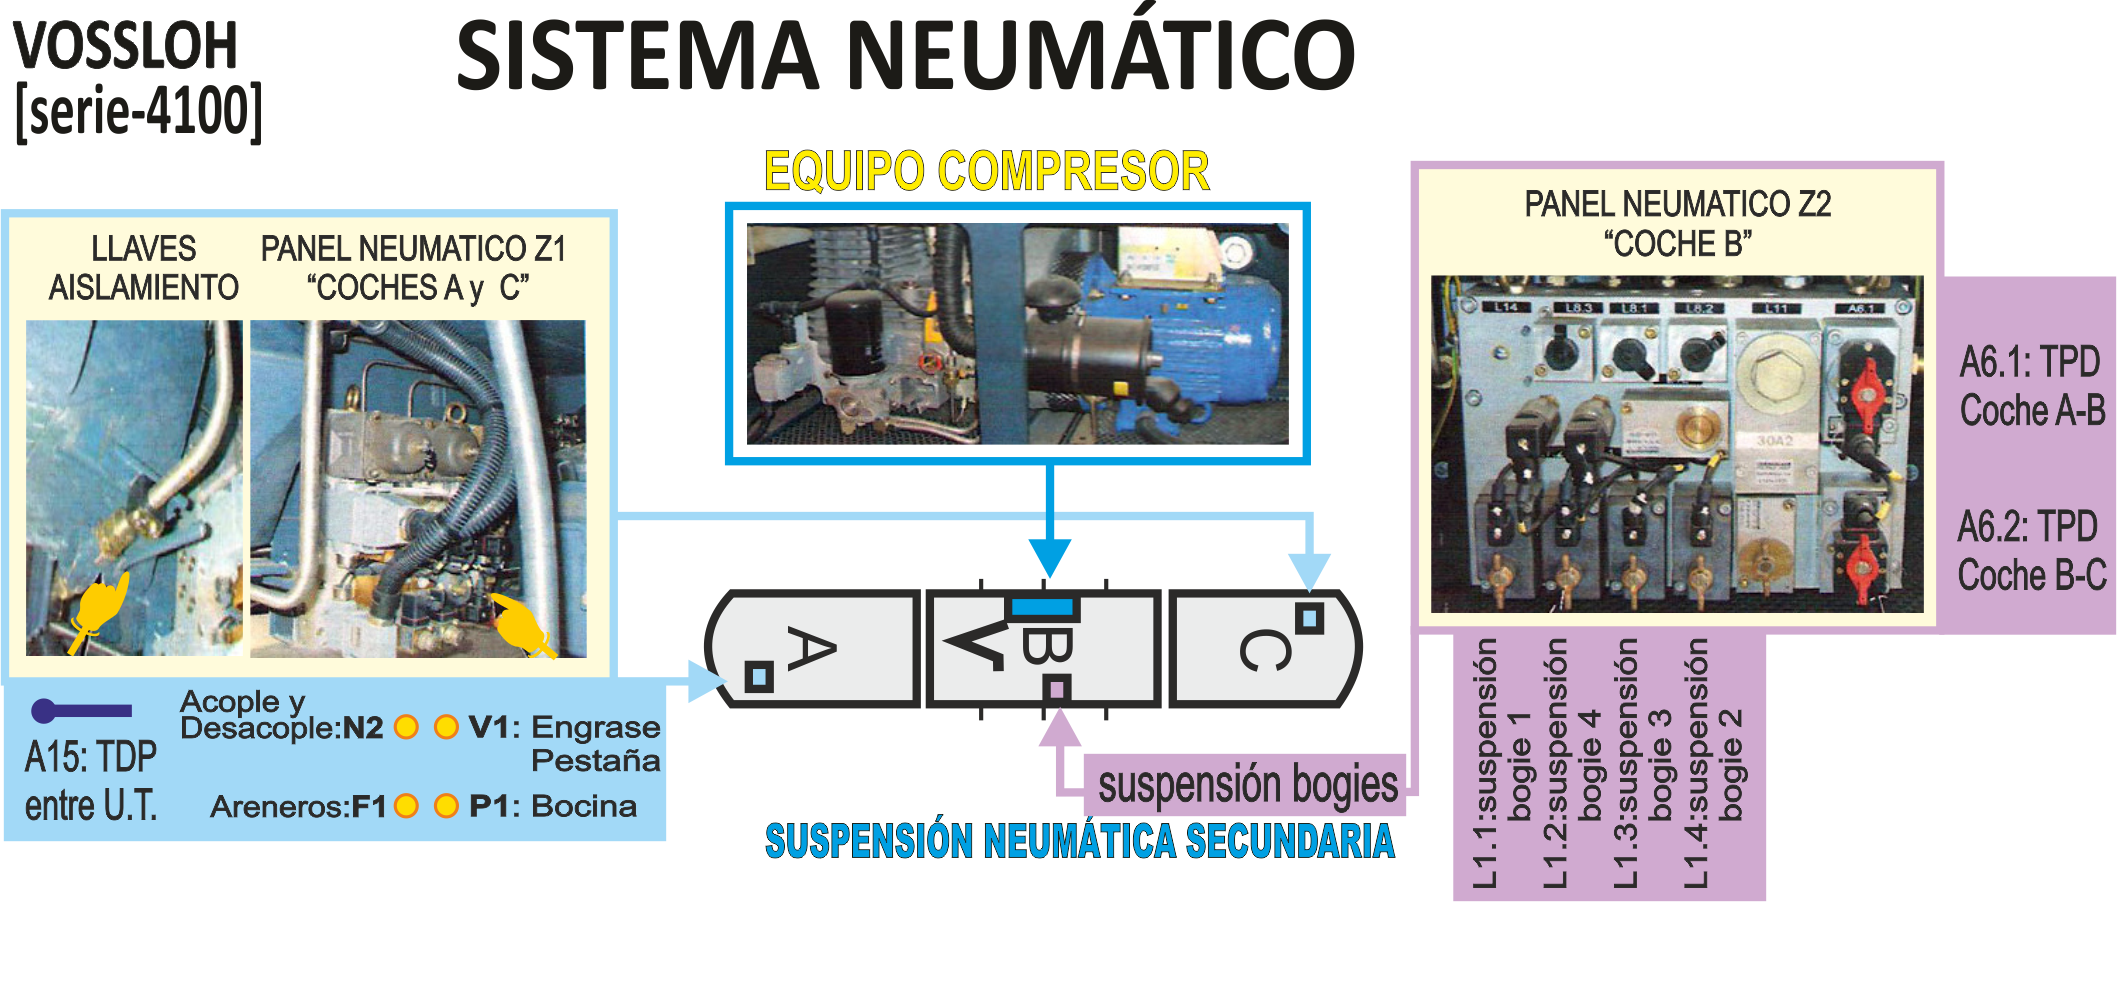 VOSSLOH
[serie-4100]
SISTEMA NEUMÁTICO
EQUIPO COMPRESOR
LLAVES
AISLAMIENTO
PANEL NEUMATICO Z1
“COCHES A y C”
PANEL NEUMATICO Z2
“COCHE B”
L14
L8.3
L8.1
L8.2
L11
A6.1
30A2
A6.1: TPD
Coche A-B
A6.2: TPD
Coche B-C
A
B
C
A15: TDP
entre U.T.
Acople y
Desacople:N2
V1: Engrase
Pestaña
Areneros:F1
P1: Bocina
suspensión bogies
SUSPENSIÓN NEUMÁTICA SECUNDARIA
L1.1:suspensión
bogie 1
L1.2:suspensión
bogie 4
L1.3:suspensión
bogie 3
L1.4:suspensión
bogie 2